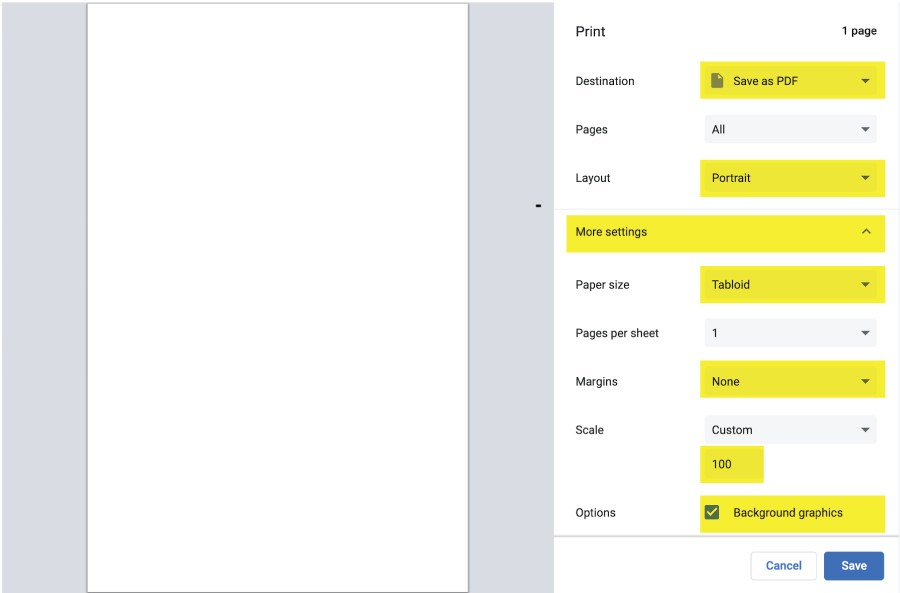 Print 1 page
Destination Save as PDF
Pages All
Layout Portrait
More settings
Paper size Tabloid
Pages per sheet 1
Margins None
Scale Custom
100
Options Background graphics
Cancel Save